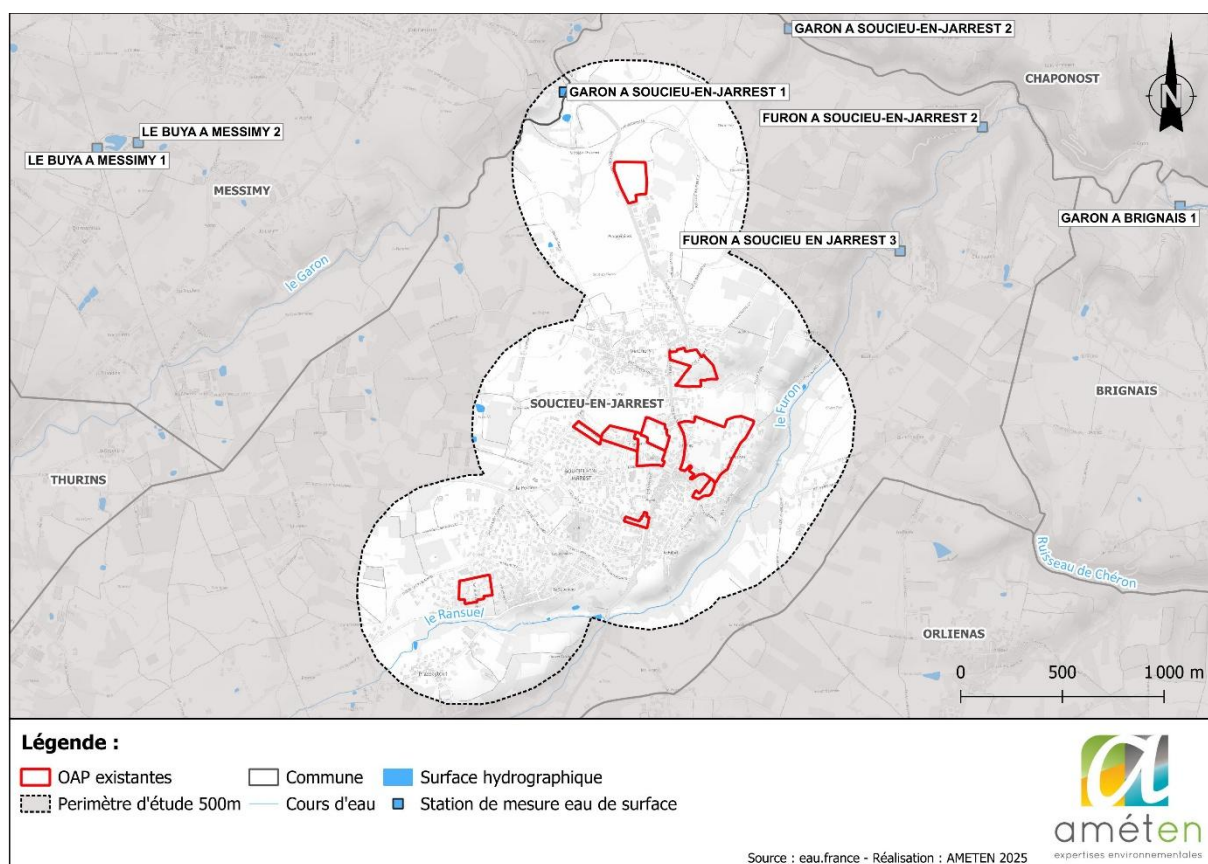 GARON A SOUCIEU-EN-JARREST 2
CHAPONOST
N
GARON A SOUCIEU-EN-JARREST 1
FURON A SOUCIEU-EN-JARREST 2
LE BUYA A MESSIMY 2
LE BUYA A MESSIMY 1
MESSIMY
GARON A BRIGNAIS 1
FURON A SOUCIEU EN JARREST 3
le Garon
le Furon
BRIGNAIS
SOUCIEU-EN-JARREST
THURINS
Ruisseau de Chéron
le Ransuel
ORLIENAS
0 500 1 000 m
Légende :
OAP existantes
Commune
Surface hydrographique
Perimètre d'étude 500m
Cours d'eau
Station de mesure eau de surface
améten
expertises environnementales
Source : eau.france - Réalisation : AMETEN 2025